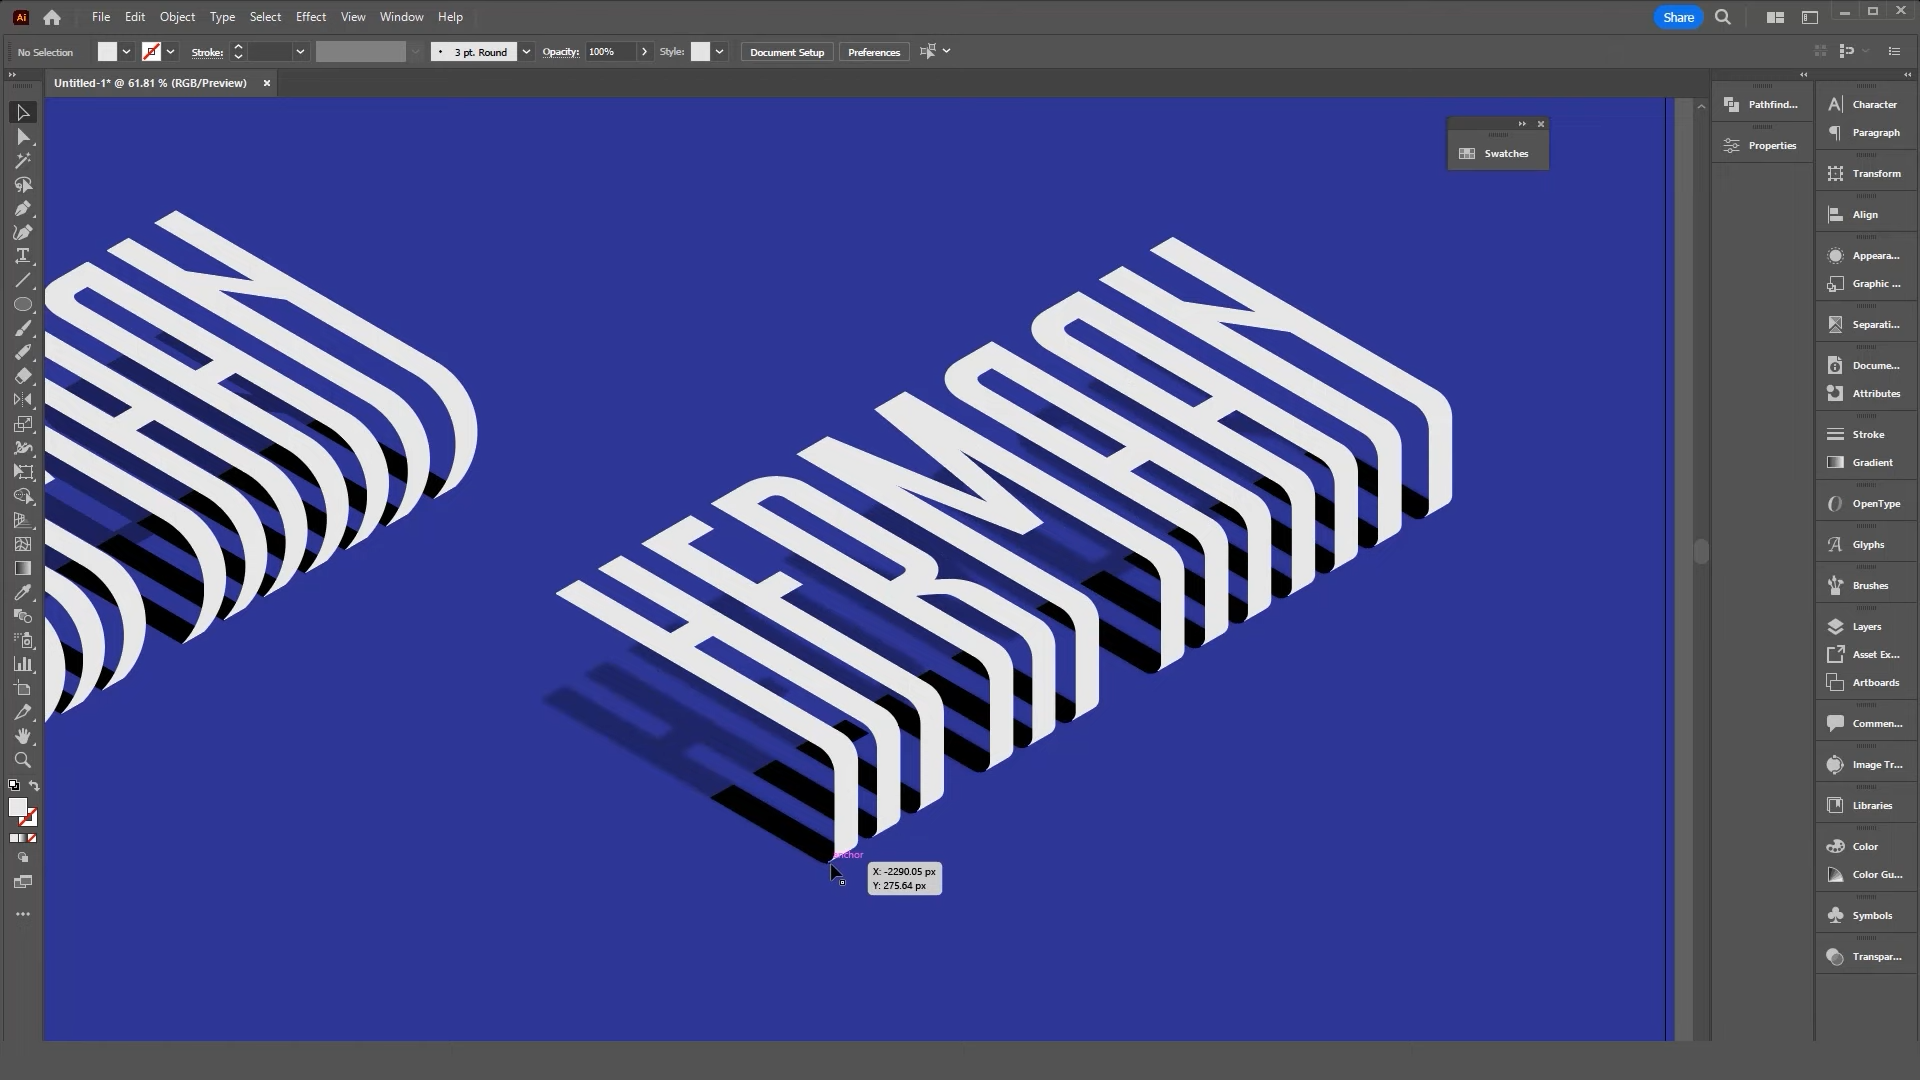 Ai File Edit Object Type Select Effect View Window Help Share
No Selection Stroke: 3 pt. Round Opacity: 100% Style: Document Setup Preferences
Untitled-1* @ 61.81 % (RGB/Preview)
Swatches
Pathfind...
Properties
Character
Paragraph
Transform
Align
Appeara...
Graphic ...
Separati...
Docume...
Attributes
Stroke
Gradient
OpenType
Glyphs
Brushes
Layers
Asset Ex...
Artboards
Commen...
Image Tr...
Libraries
Color
Color Gu...
Symbols
Transpar...
HERMAHK
anchor
X: -2290.05 px
Y: 275.64 px